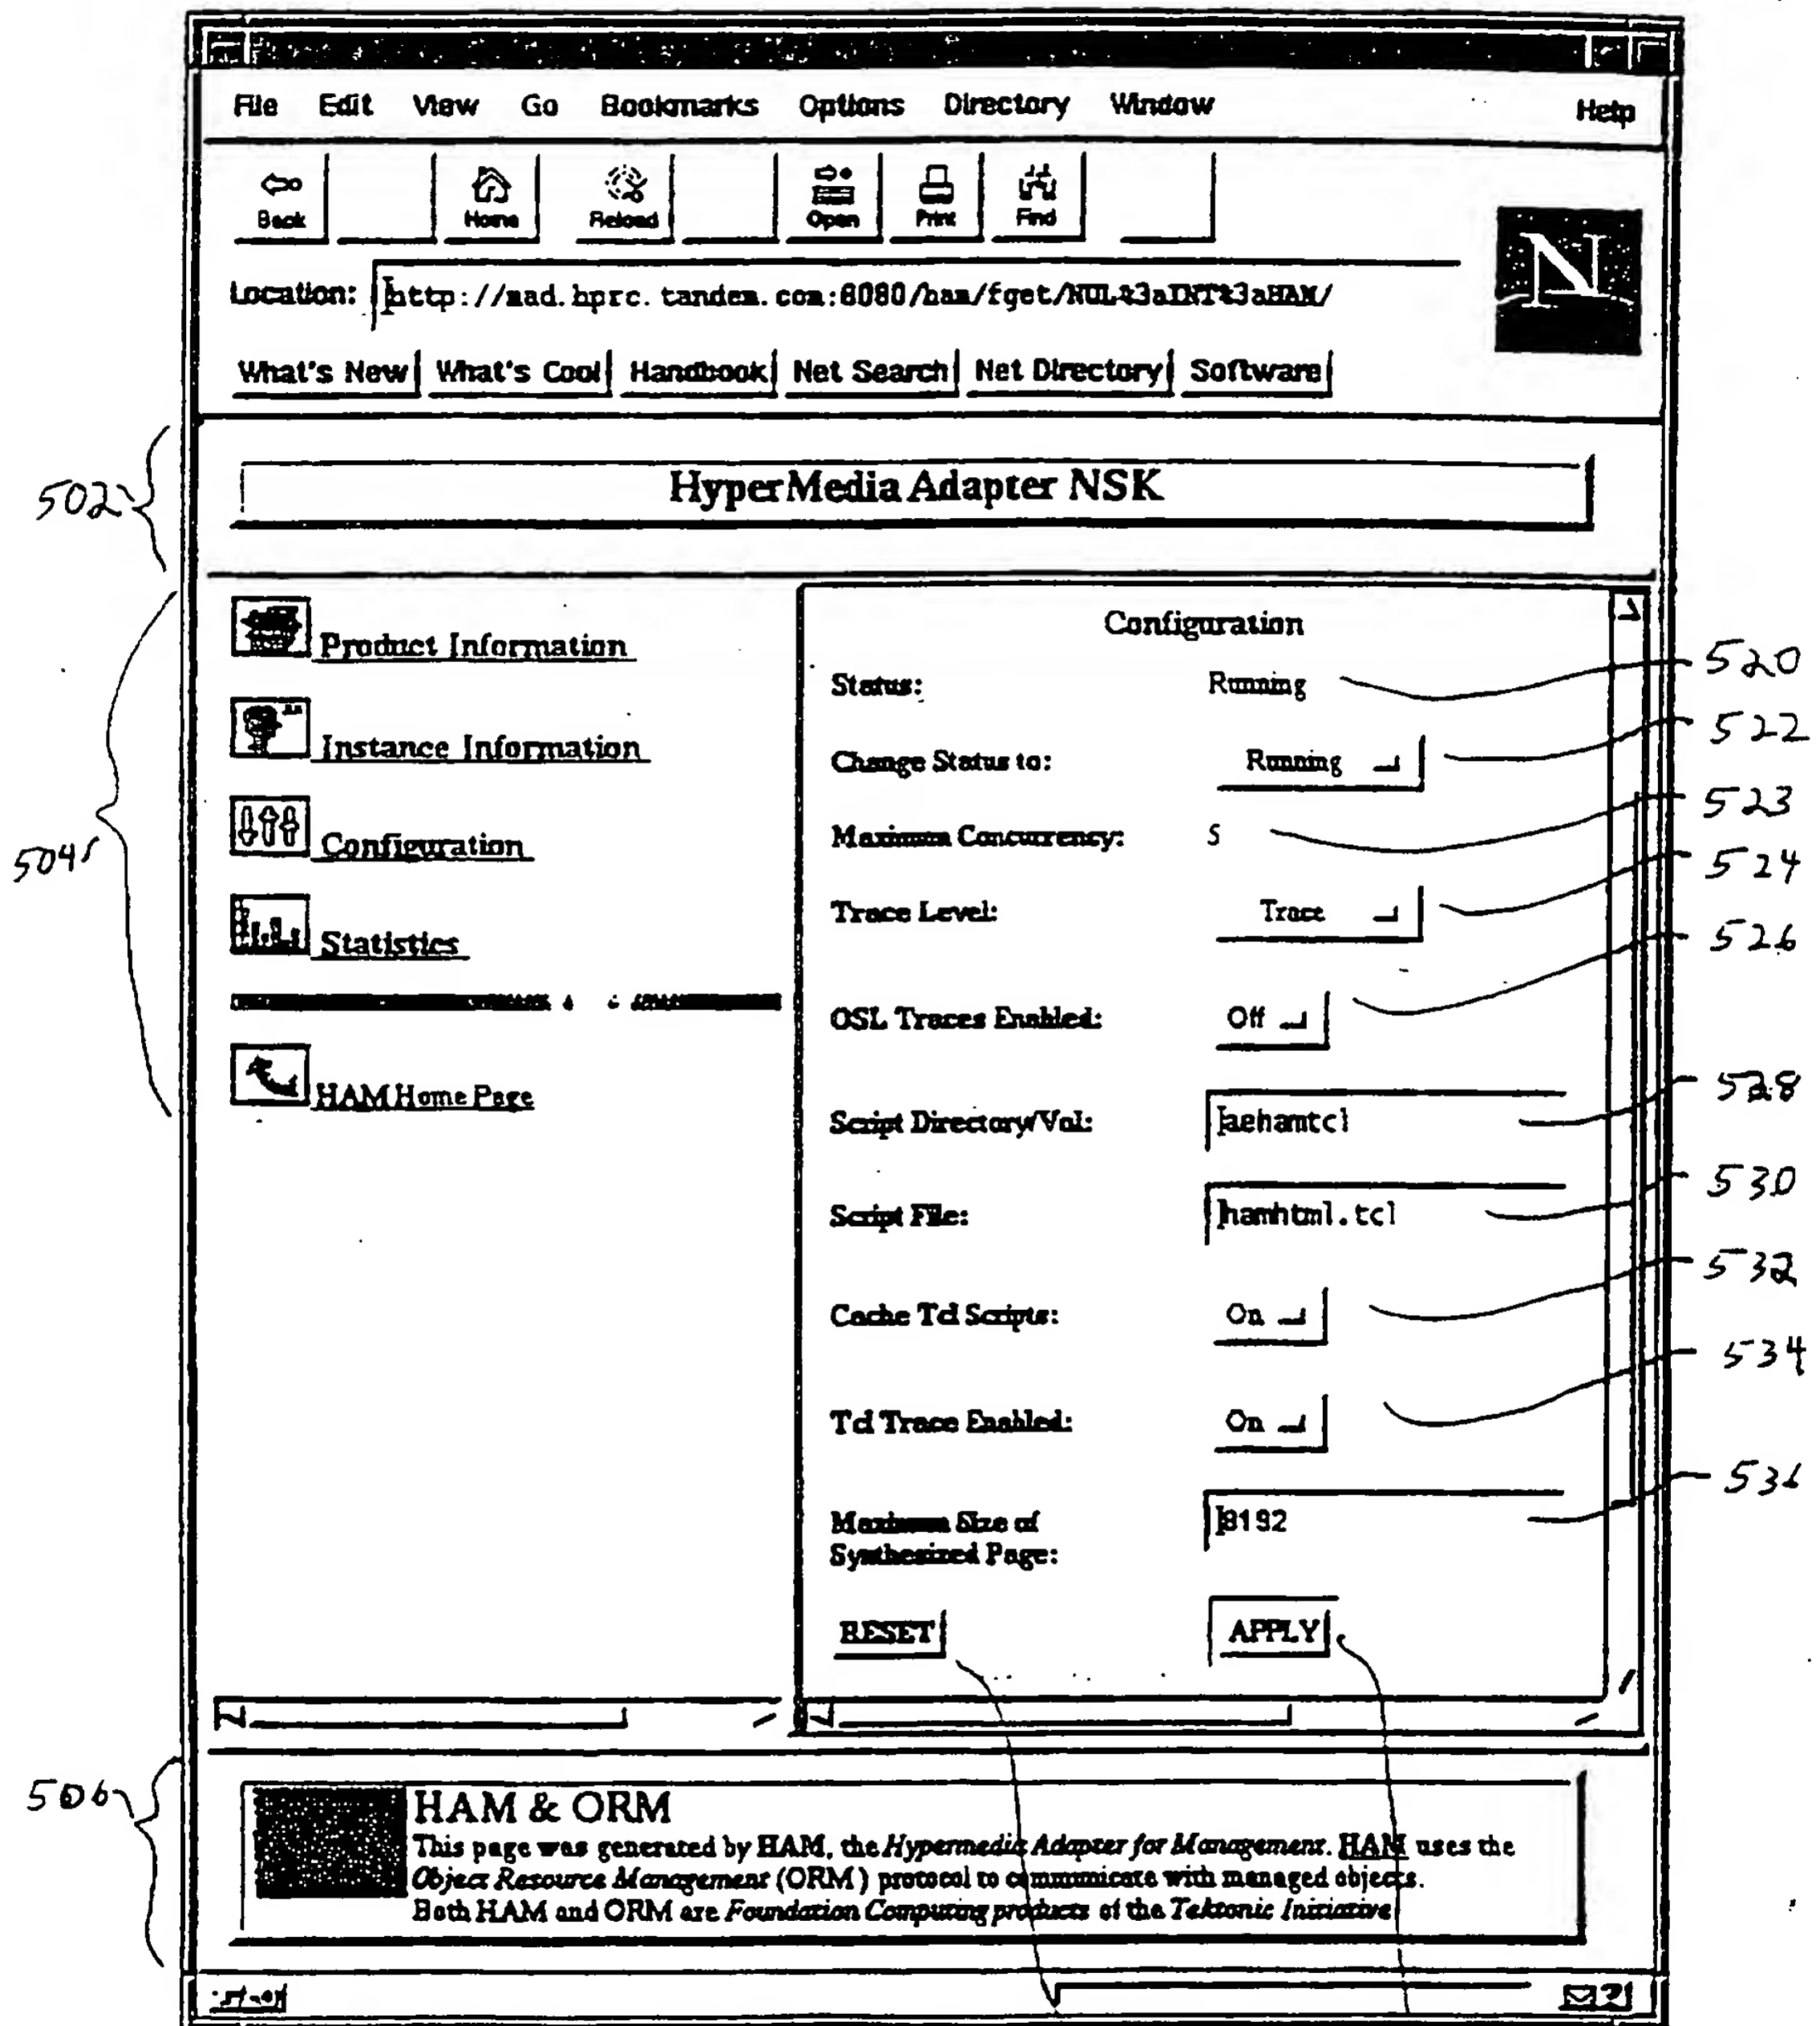 File Edit View Go Bookmarks Options Directory Window Help
Back Home Reload Open Print Find
N
Location: http://mad.hprc.tandem.com:8080/ham/fget/NUL%3aINT%3aHAM/
What's New What's Cool Handbook Net Search Net Directory Software
502
HyperMedia Adapter NSK
504'
Product Information
Instance Information
Configuration
Statistics
HAM Home Page
Configuration
Status: Running 520
Change Status to: Running 522
Maximum Concurrency: 5 523
Trace Level: Trace 524
OSL Traces Enabled: Off 526
Script Directory/Vol: aehamtcl 528
Script File: hamhtml.tcl 530
Cache Tcl Scripts: On 532
Tcl Trace Enabled: On 534
Maximum Size of 8192 536
Synthesized Page:
RESET APPLY
506
HAM & ORM
This page was generated by HAM, the Hypermedia Adapter for Management. HAM uses the
Object Resource Management (ORM) protocol to communicate with managed objects.
Both HAM and ORM are Foundation Computing products of the Tektonic Initiative
?